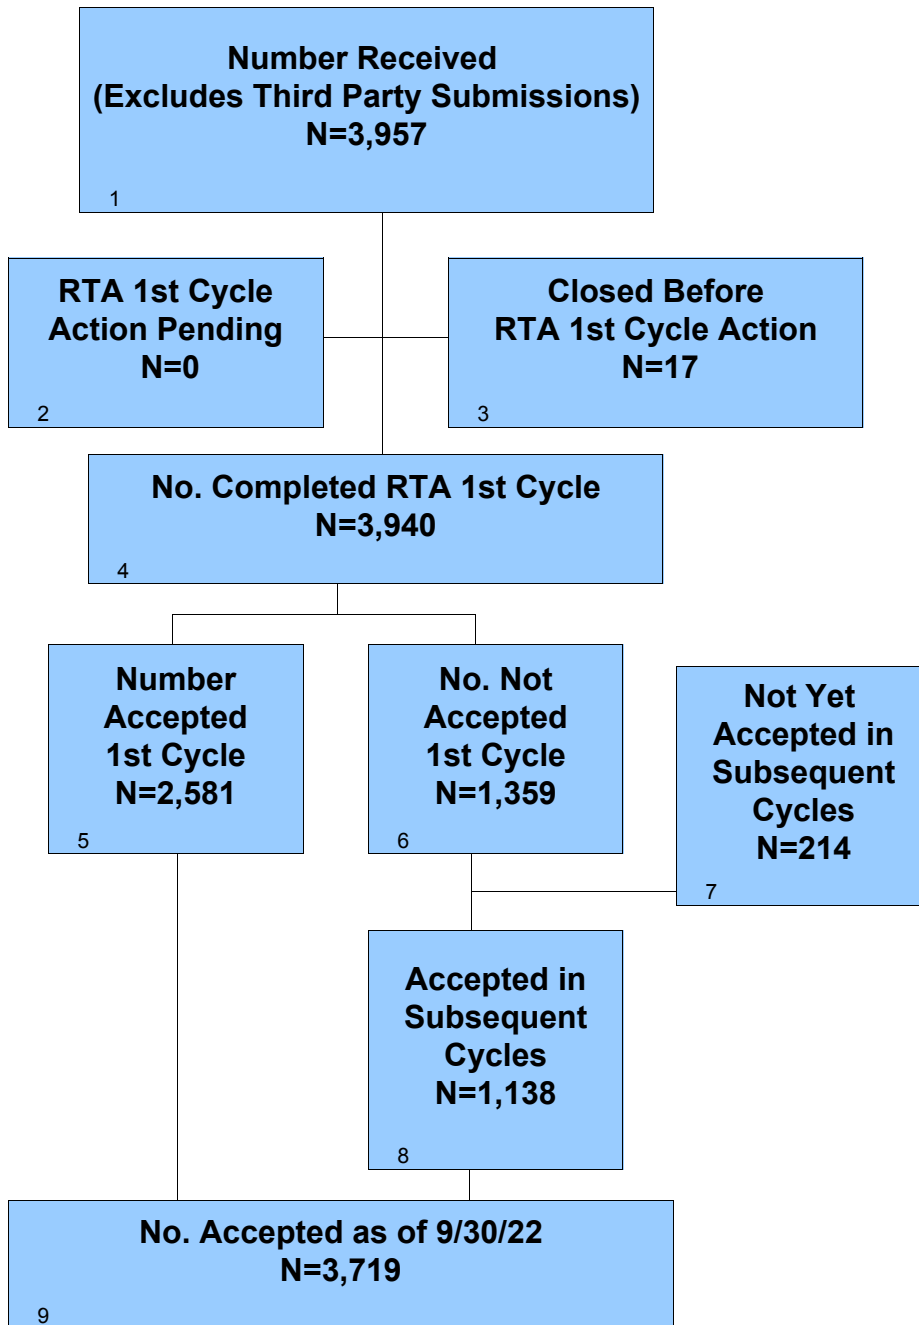 Number Received
(Excludes Third Party Submissions)
N=3,957
1
RTA 1st Cycle
Action Pending
N=0
2
Closed Before
RTA 1st Cycle Action
N=17
3
No. Completed RTA 1st Cycle
N=3,940
4
Number
Accepted
1st Cycle
N=2,581
5
No. Not
Accepted
1st Cycle
N=1,359
6
Not Yet
Accepted in
Subsequent
Cycles
N=214
7
Accepted in
Subsequent
Cycles
N=1,138
8
No. Accepted as of 9/30/22
N=3,719
9